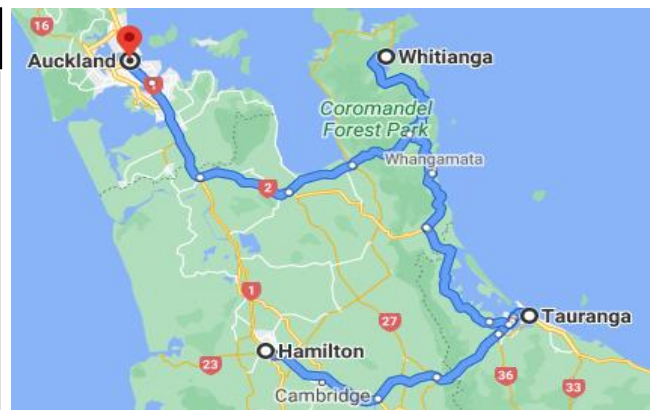 16
Auckland
Whitianga
Coromandel
Forest Park
Whangamata
2
1
Tauranga
27
Hamilton
23
36
Cambridge
33